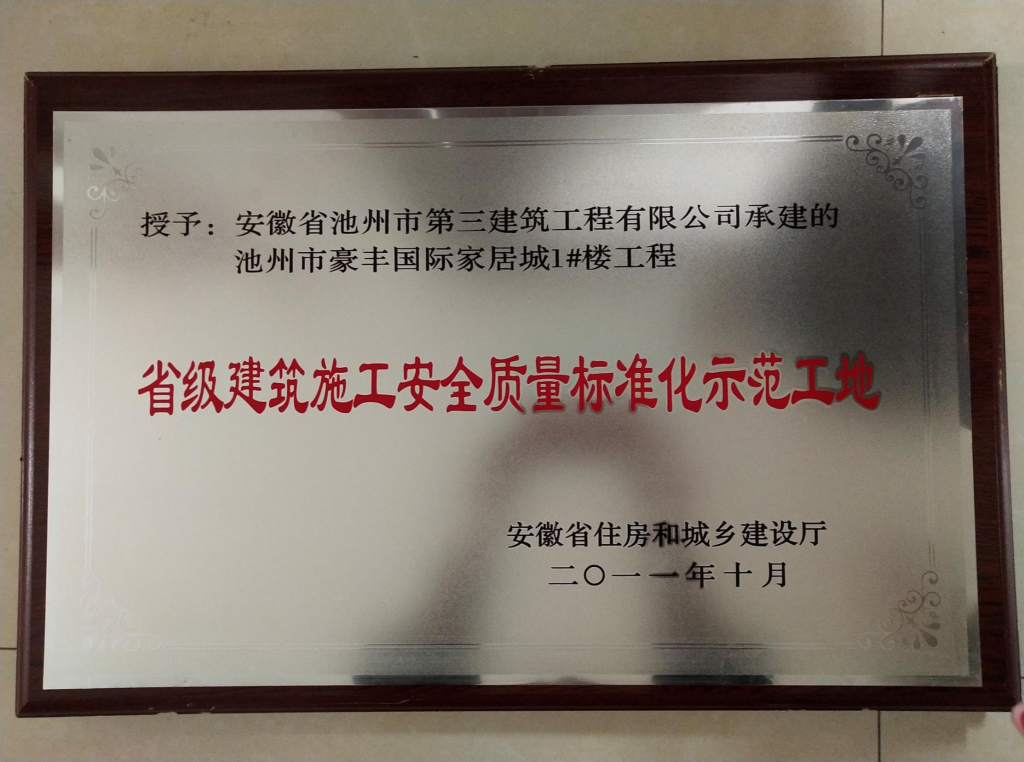 授予：安徽省池州市第三建筑工程有限公司承建的
池州市豪丰国际家居城1#楼工程
省级建筑施工安全质量标准化示范工地
安徽省住房和城乡建设厅
二〇一一年十月